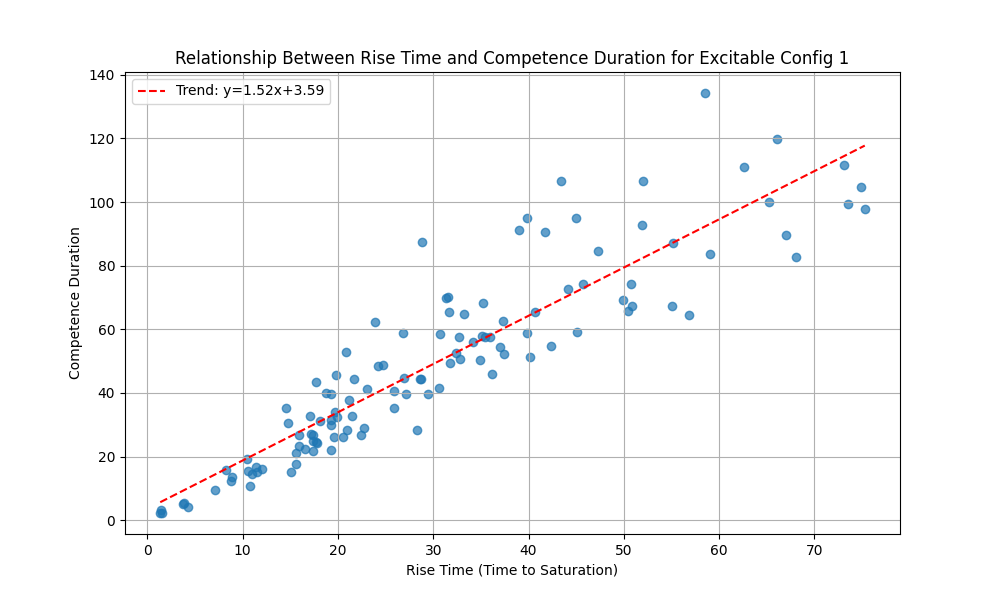 Relationship Between Rise Time and Competence Duration for Excitable Config 1
Trend: y=1.52x+3.59
140
120
100
80
60
40
20
0
Competence Duration
0 10 20 30 40 50 60 70
Rise Time (Time to Saturation)